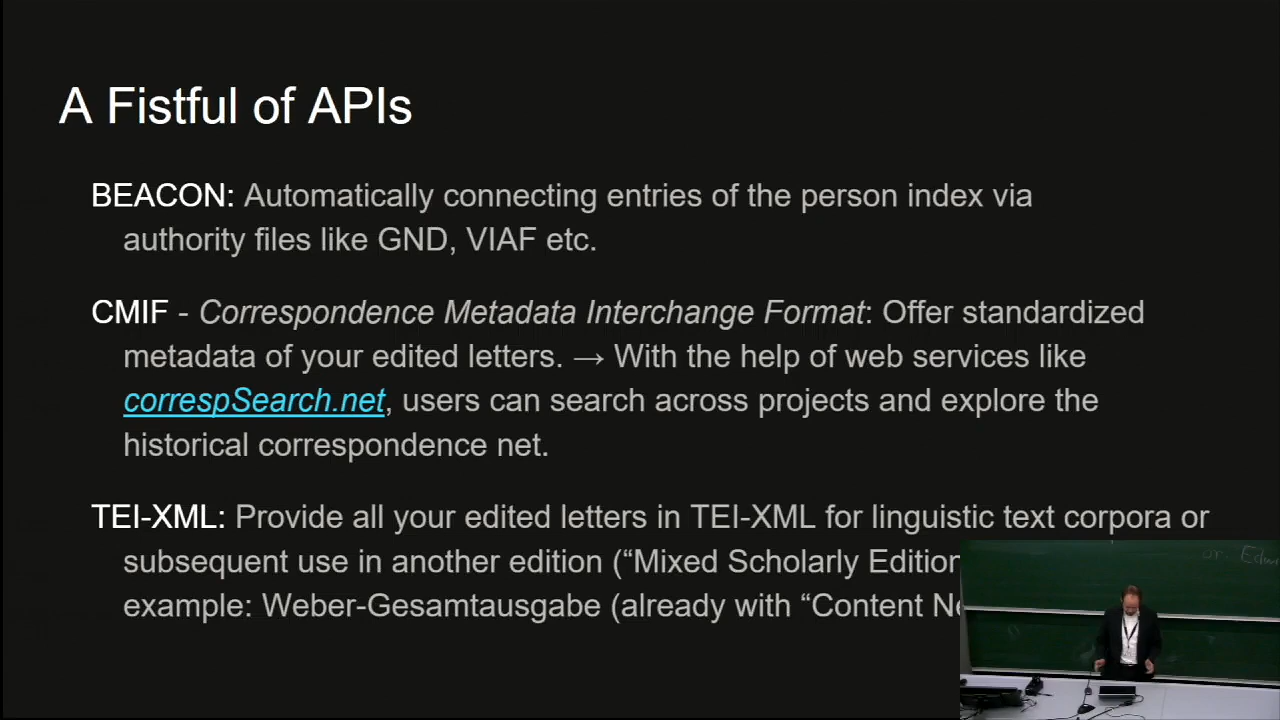 A Fistful of APIs
BEACON: Automatically connecting entries of the person index via
authority files like GND, VIAF etc.
CMIF - Correspondence Metadata Interchange Format: Offer standardized
metadata of your edited letters. → With the help of web services like
correspSearch.net, users can search across projects and explore the
historical correspondence net.
TEI-XML: Provide all your edited letters in TEI-XML for linguistic text corpora or
subsequent use in another edition (“Mixed Scholarly Edition
example: Weber-Gesamtausgabe (already with “Content